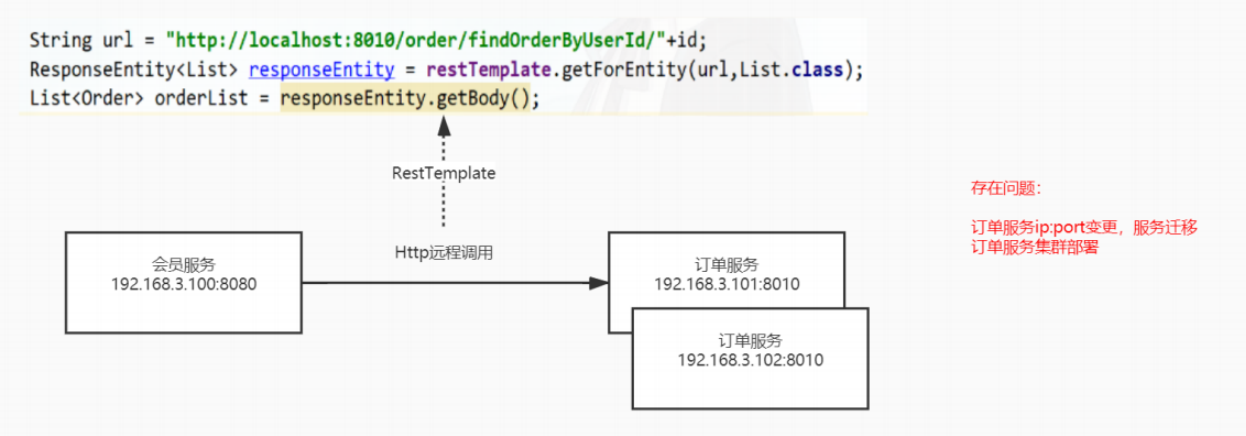 String url = "http://localhost:8010/order/findOrderByUserId/"+id;
ResponseEntity<List> responseEntity = restTemplate.getForEntity(url,List.class);
List<Order> orderList = responseEntity.getBody();
RestTemplate
存在问题：
订单服务ip:port变更，服务迁移
订单服务集群部署
Http远程调用
会员服务
192.168.3.100:8080
订单服务
192.168.3.101:8010
订单服务
192.168.3.102:8010